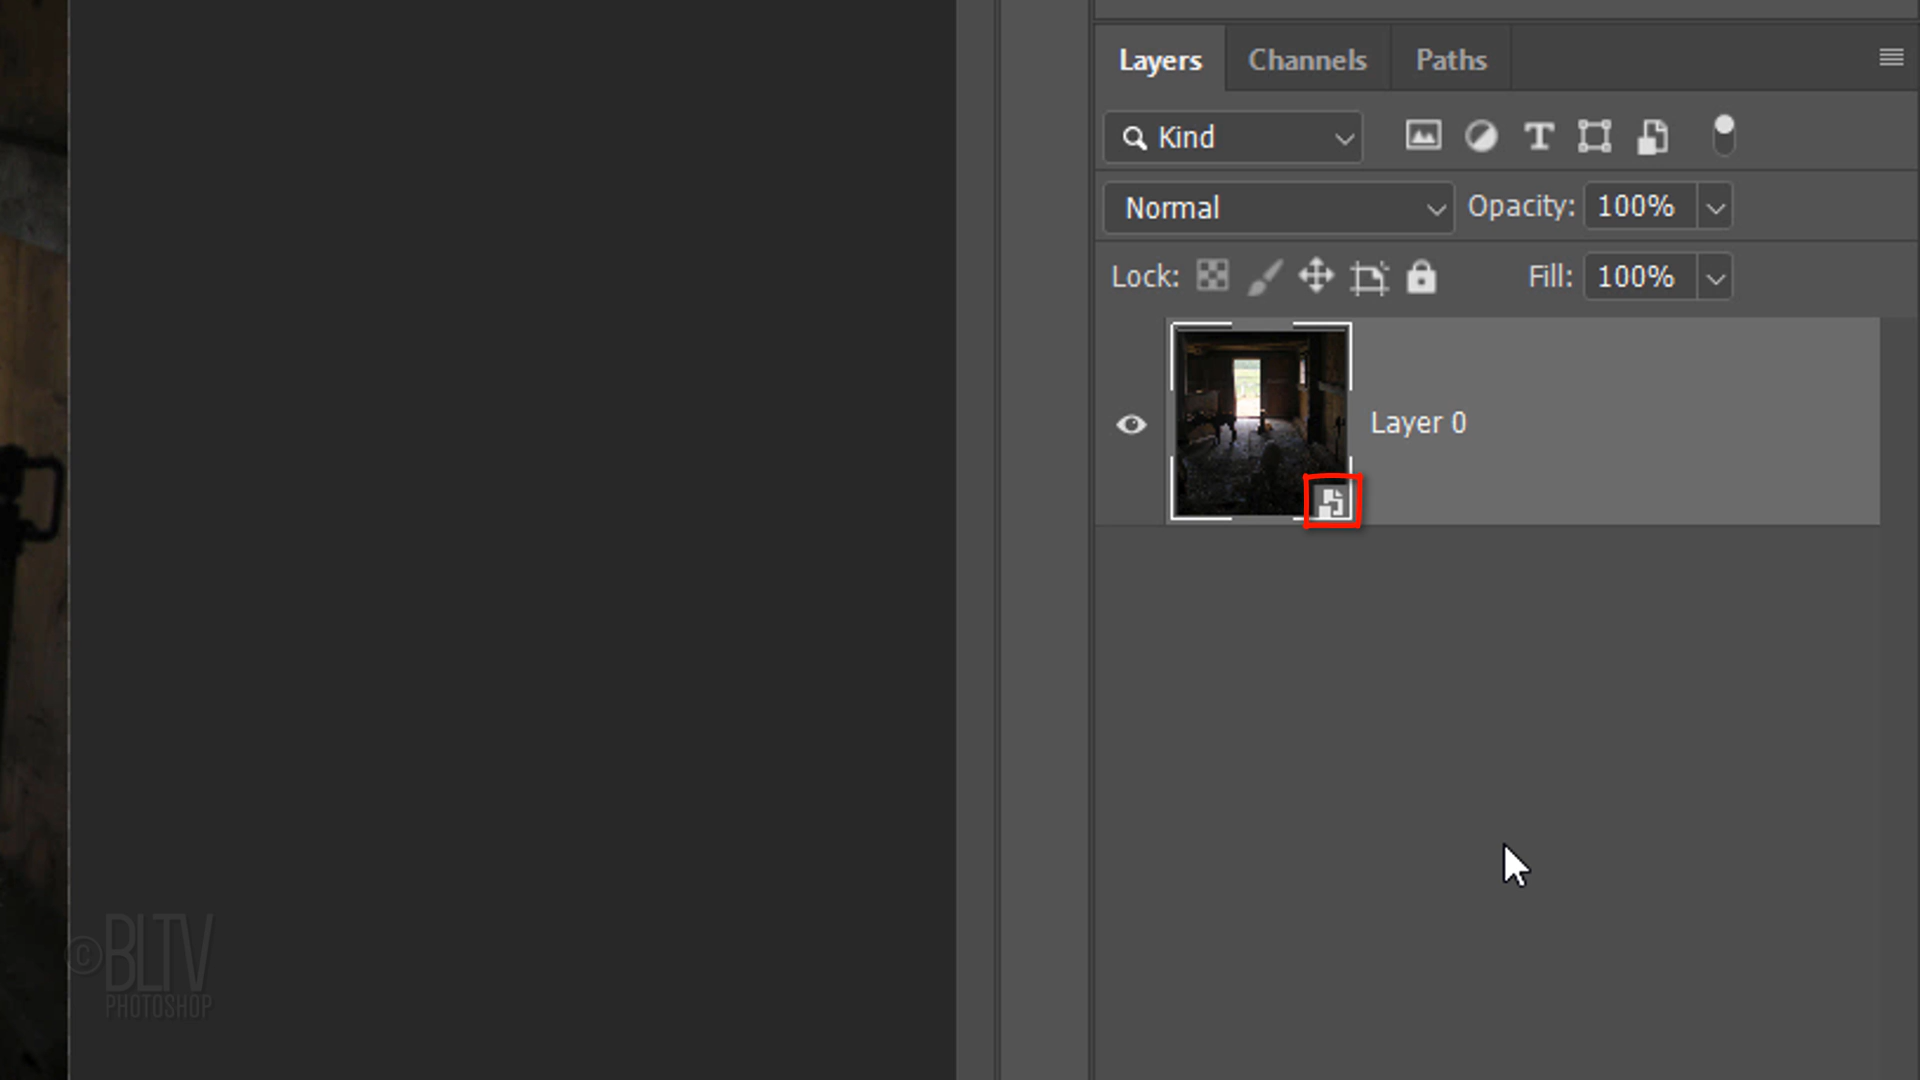 Layers Channels Paths
Kind
Normal Opacity: 100%
Lock: Fill: 100%
Layer 0
©BLTV
PHOTOSHOP